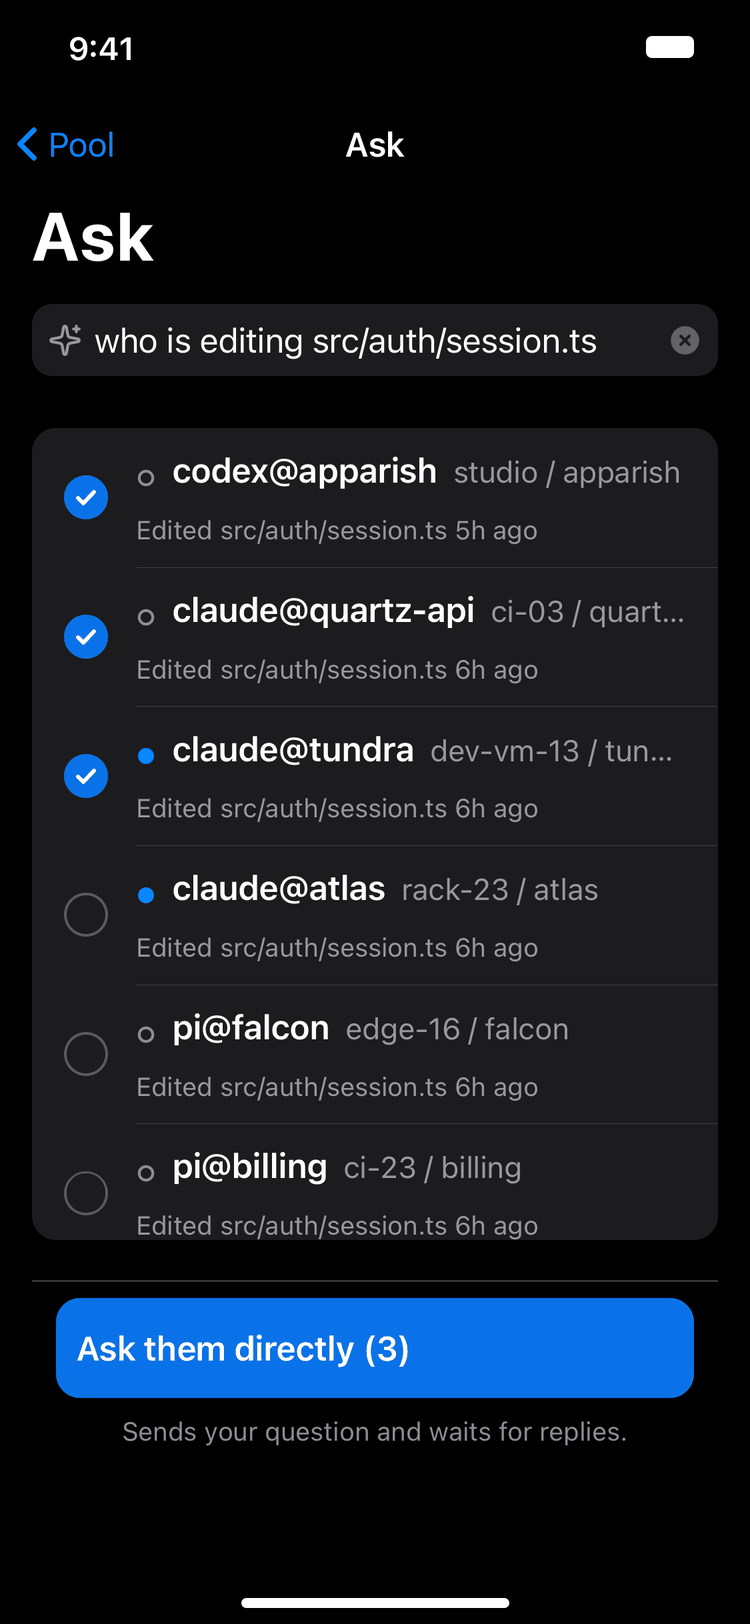 9:41
Pool
Ask
Ask
who is editing src/auth/session.ts
codex@apparish studio / apparish
Edited src/auth/session.ts 5h ago
claude@quartz-api ci-03 / quart...
Edited src/auth/session.ts 6h ago
claude@tundra dev-vm-13 / tun...
Edited src/auth/session.ts 6h ago
claude@atlas rack-23 / atlas
Edited src/auth/session.ts 6h ago
pi@falcon edge-16 / falcon
Edited src/auth/session.ts 6h ago
pi@billing ci-23 / billing
Edited src/auth/session.ts 6h ago
Ask them directly (3)
Sends your question and waits for replies.